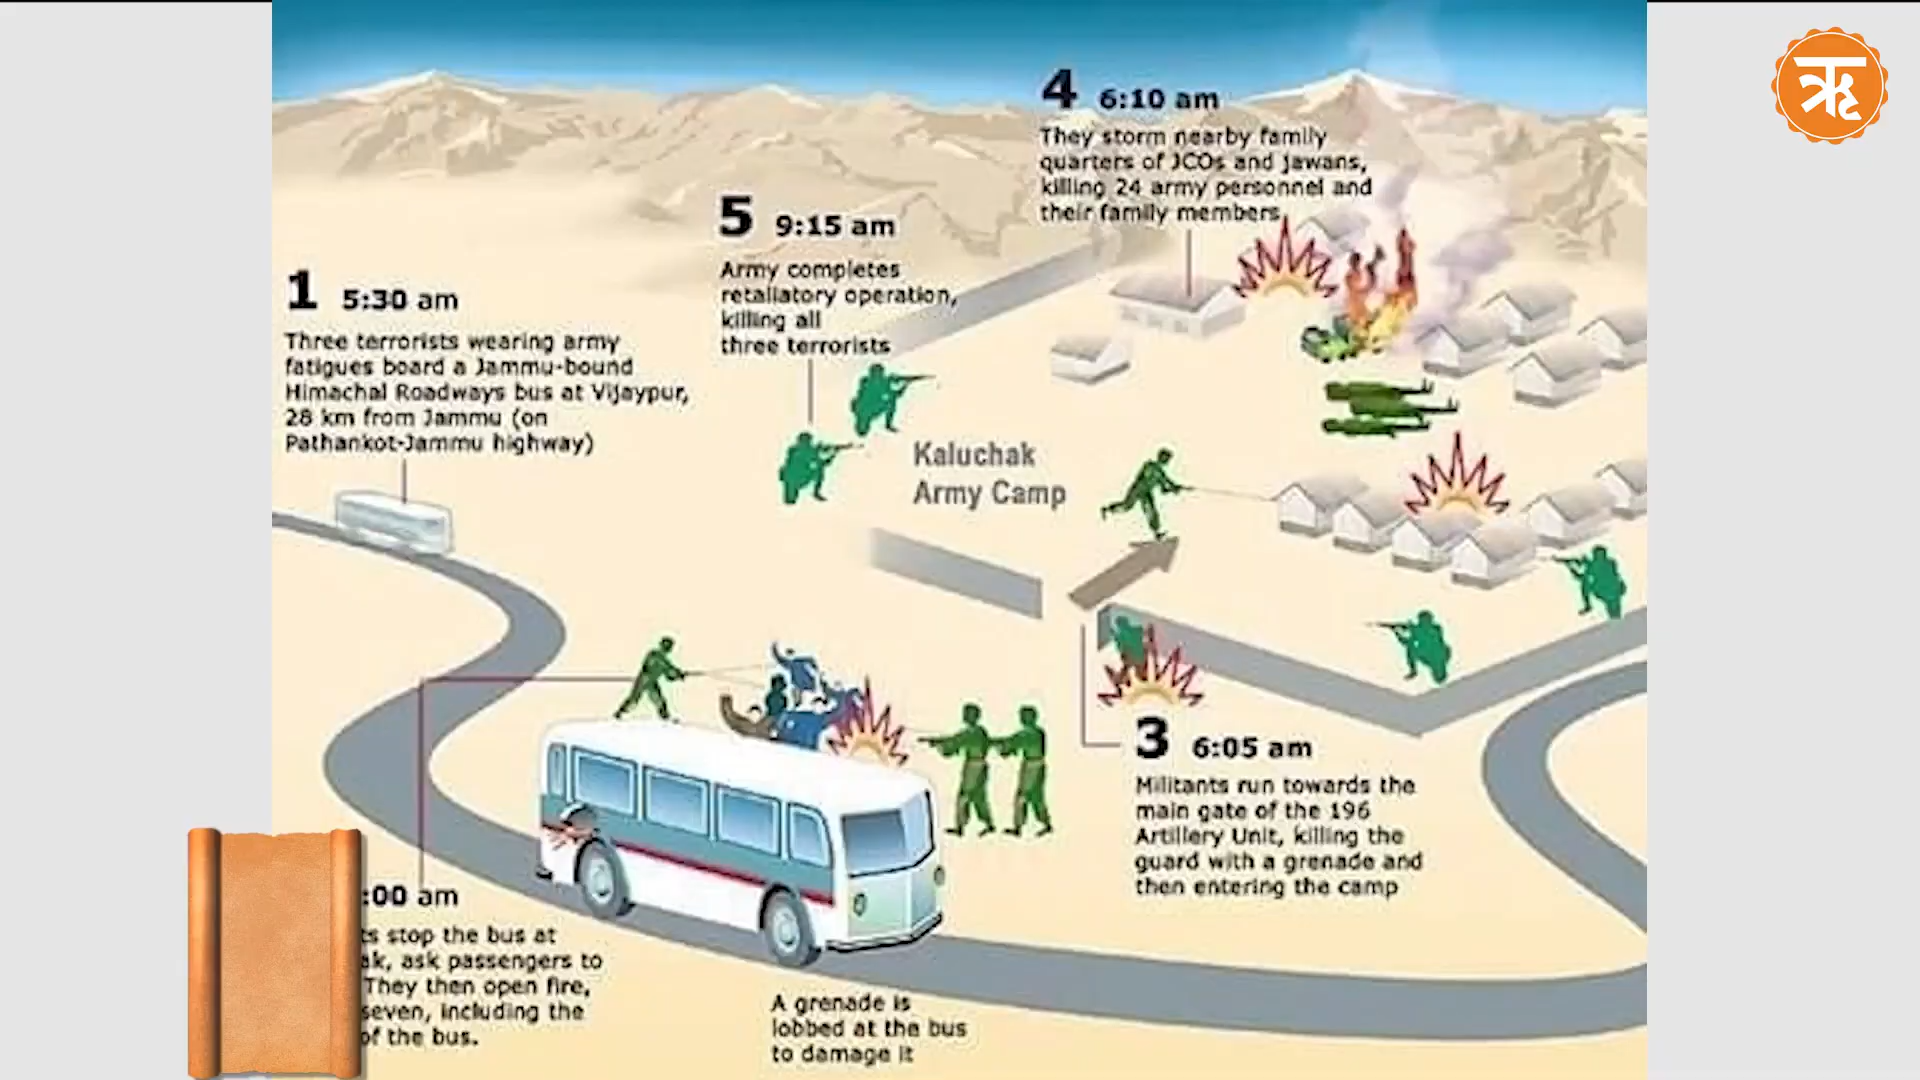 1 5:30 am
Three terrorists wearing army
fatigues board a Jammu-bound
Himachal Roadways bus at Vijaypur,
28 km from Jammu (on
Pathankot-Jammu highway)
:00 am
stop the bus at
ask passengers to
They then open fire,
seven, including the
of the bus.
A grenade is
lobbed at the bus
to damage it
3 6:05 am
Militants run towards the
main gate of the 196
Artillery Unit, killing the
guard with a grenade and
then entering the camp
4 6:10 am
They storm nearby family
quarters of JCOs and jawans,
killing 24 army personnel and
their family members
5 9:15 am
Army completes
retaliatory operation,
killing all
three terrorists
Kaluchak
Army Camp
ऋ